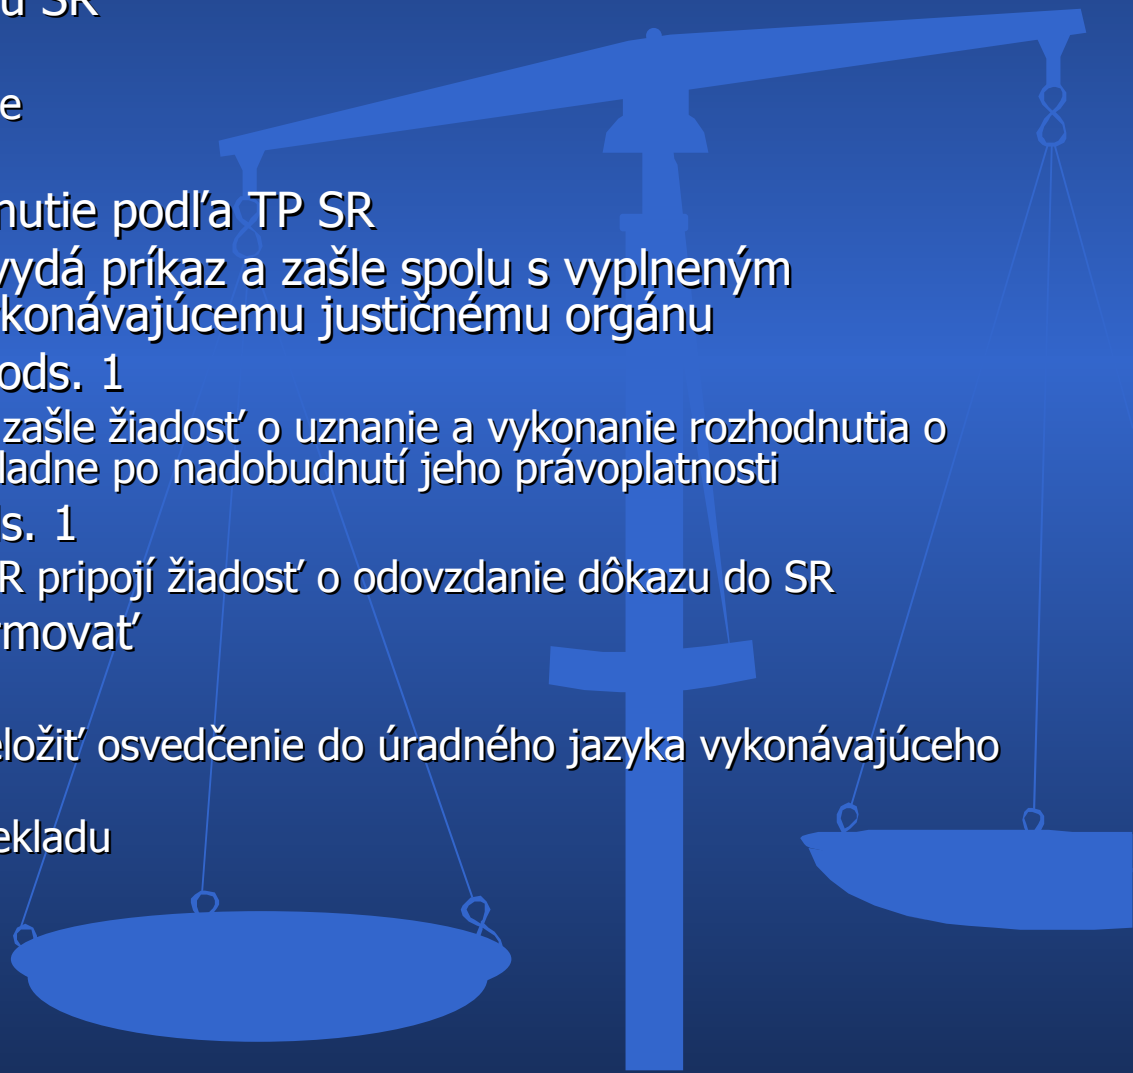 u SR
e
nutie podľa TP SR
vydá príkaz a zašle spolu s vyplneným
konávajúcemu justičnému orgánu
ods. 1
zašle žiadosť o uznanie a vykonanie rozhodnutia o
ladne po nadobudnutí jeho právoplatnosti
s. 1
R pripojí žiadosť o odovzdanie dôkazu do SR
rmovať
eložiť osvedčenie do úradného jazyka vykonávajúceho
ekladu